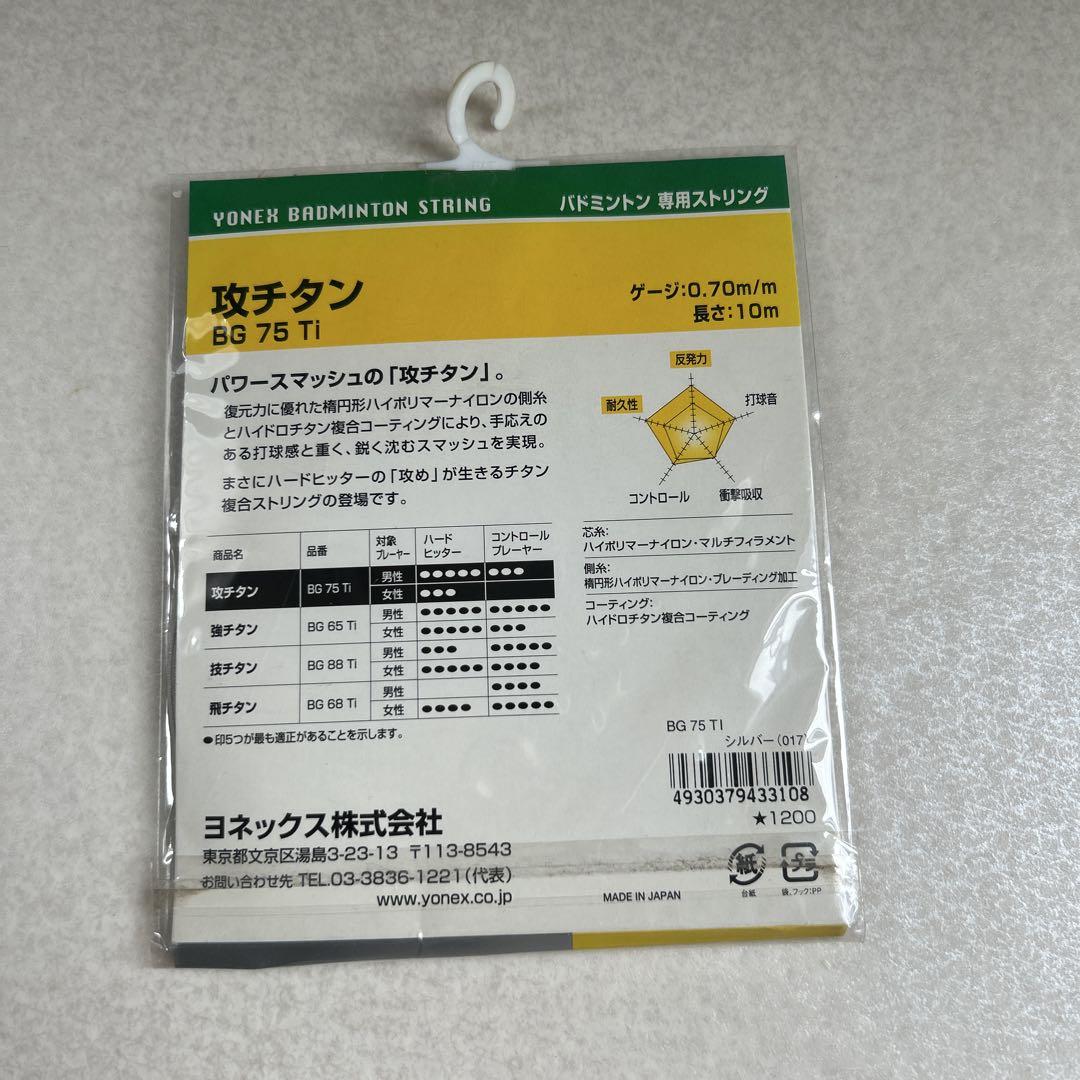 YONEX BADMINTON STRING
バドミントン 専用ストリング
攻チタン
BG 75 Ti
ゲージ:0.70m/m
長さ:10m
パワースマッシュの「攻チタン」。
復元力に優れた楕円形ハイポリマーナイロンの側糸
とハイドロチタン複合コーティングにより、手応えの
ある打球感と重く、鋭く沈むスマッシュを実現。
まさにハードヒッターの「攻め」が生きるチタン
複合ストリングの登場です。
反発力
耐久性
打球音
コントロール
衝撃吸収
商品名 品番 対象プレーヤー ハードヒッター コントロールプレーヤー
攻チタン BG 75 Ti 男性 ●●●●● ●●●
女性 ●●●
強チタン BG 65 Ti 男性 ●●●●● ●●●●●
女性 ●●●●● ●●●
技チタン BG 88 Ti 男性 ●●● ●●●●●
女性 ●●●●● ●●●●
飛チタン BG 68 Ti 男性 ●●●●
女性 ●●●● ●●●●●
●印5つが最も適正があることを示します。
芯糸:
ハイポリマーナイロン・マルチフィラメント
側糸:
楕円形ハイポリマーナイロン・ブレーディング加工
コーティング:
ハイドロチタン複合コーティング
BG 75 TI
シルバー(017)
4930379433108
★1200
ヨネックス株式会社
東京都文京区湯島3-23-13 〒113-8543
お問い合わせ先 TEL.03-3836-1221(代表)
www.yonex.co.jp
MADE IN JAPAN
紙
台紙
プラ
袋、フック:PP